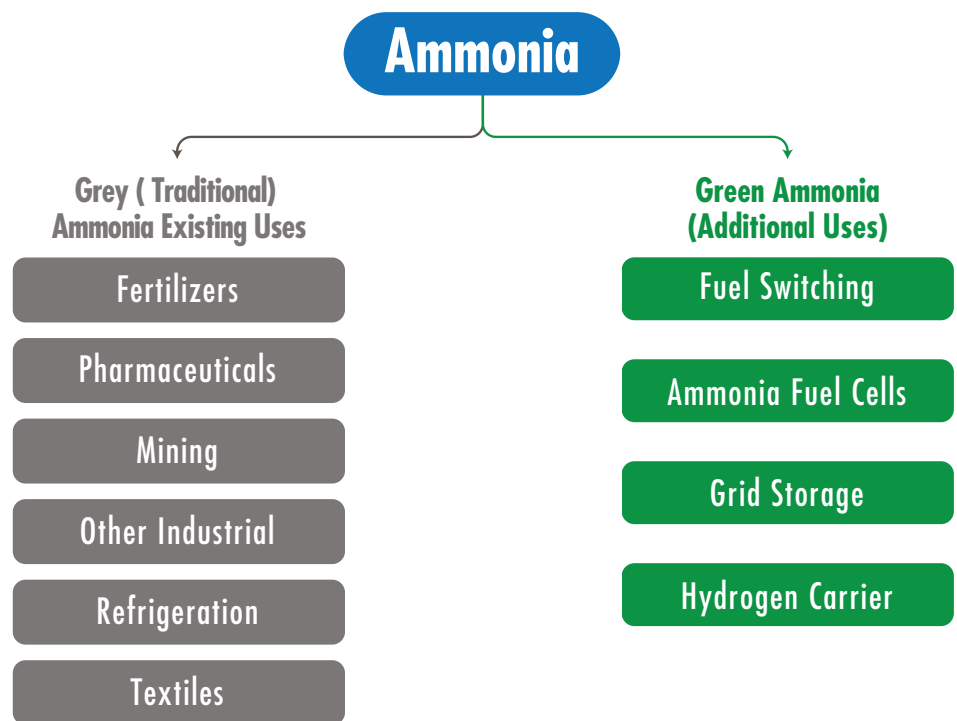 Ammonia
Grey ( Traditional)
Ammonia Existing Uses
Fertilizers
Pharmaceuticals
Mining
Other Industrial
Refrigeration
Textiles
Green Ammonia
(Additional Uses)
Fuel Switching
Ammonia Fuel Cells
Grid Storage
Hydrogen Carrier